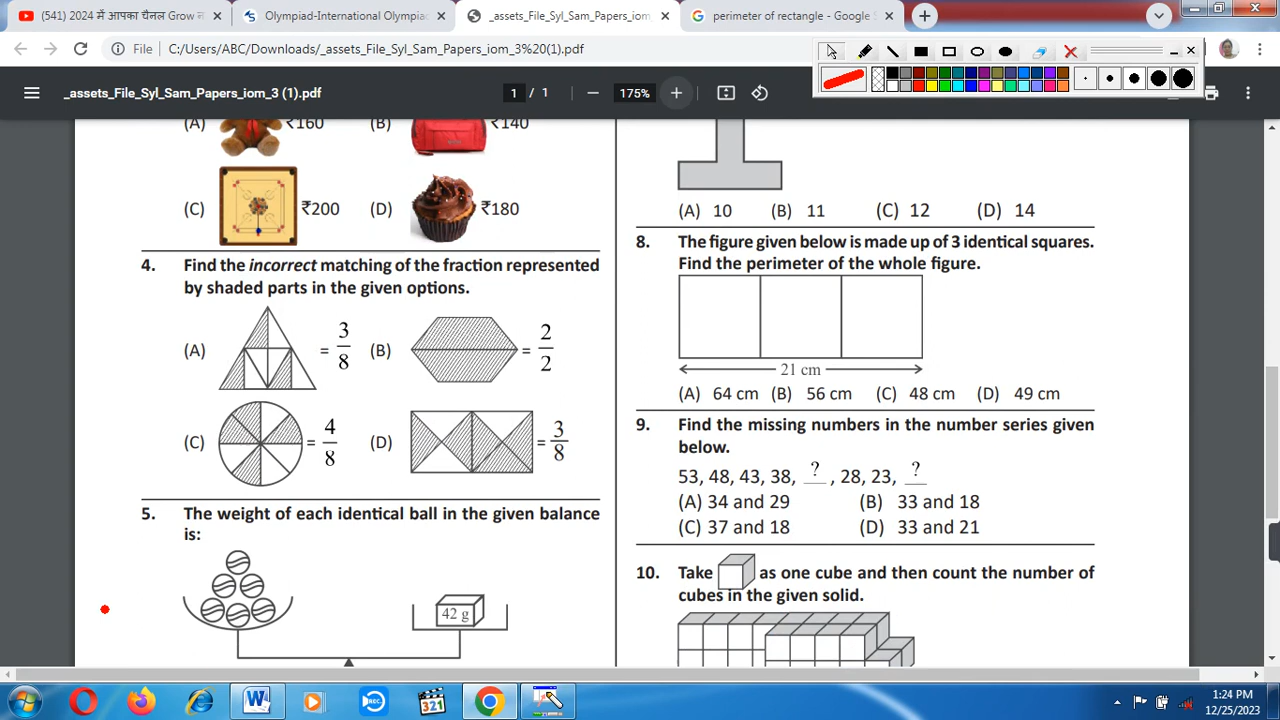 (541) 2024 में आपका चैनल Grow न
Olympiad-International Olympia
_assets_File_Syl_Sam_Papers_iom
perimeter of rectangle - Google S
File C:/Users/ABC/Downloads/_assets_File_Syl_Sam_Papers_iom_3%20(1).pdf
_assets_File_Syl_Sam_Papers_iom_3 (1).pdf
1 / 1
175%
(A) ₹160 (B) ₹140
(C) ₹200 (D) ₹180
4. Find the incorrect matching of the fraction represented
by shaded parts in the given options.
(A) = 3/8 (B) = 2/2
(C) = 4/8 (D) = 3/8
5. The weight of each identical ball in the given balance
is:
42 g
(A) 10 (B) 11 (C) 12 (D) 14
8. The figure given below is made up of 3 identical squares.
Find the perimeter of the whole figure.
21 cm
(A) 64 cm (B) 56 cm (C) 48 cm (D) 49 cm
9. Find the missing numbers in the number series given
below.
53, 48, 43, 38, ? , 28, 23, ?
(A) 34 and 29 (B) 33 and 18
(C) 37 and 18 (D) 33 and 21
10. Take as one cube and then count the number of
cubes in the given solid.
REC
321
1:24 PM
12/25/2023